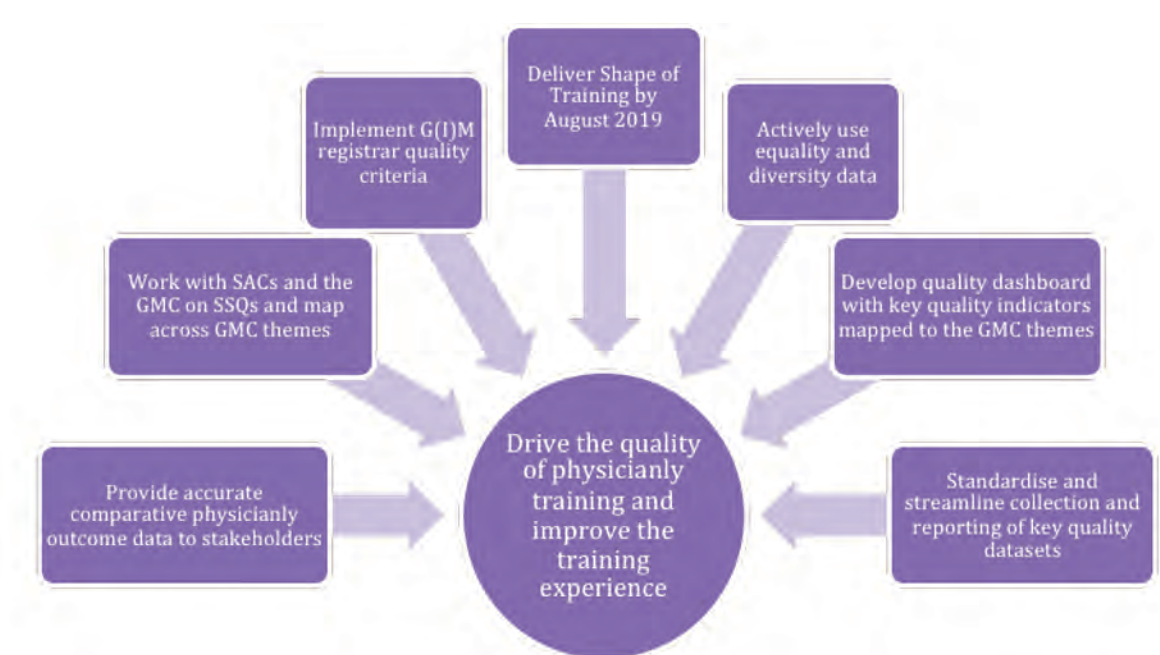 Deliver Shape of
Training by
August 2019
Implement G(I)M
registrar quality
criteria
Actively use
equality and
diversity data
Work with SACs and the
GMC on SSQs and map
across GMC themes
Develop quality dashboard
with key quality indicators
mapped to the GMC themes
Provide accurate
comparative physicianly
outcome data to stakeholders
Drive the quality
of physicianly
training and
improve the
training
experience
Standardise and
streamline collection and
reporting of key quality
datasets